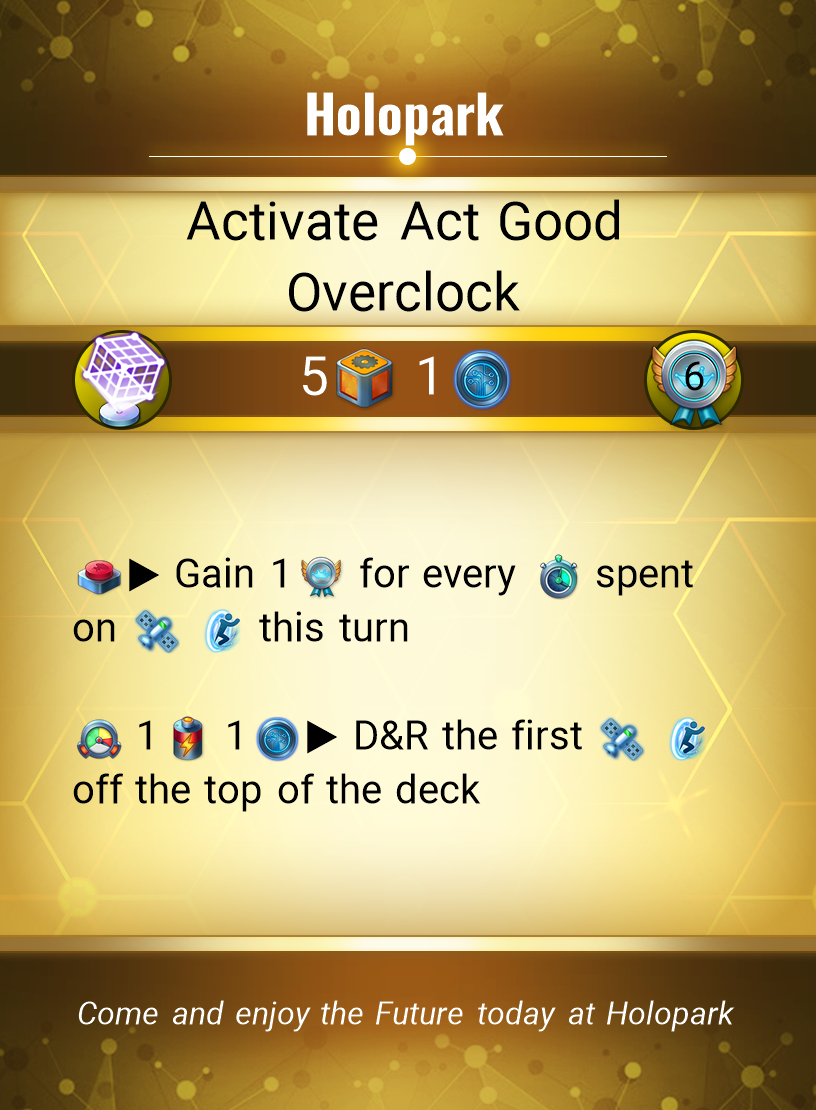 Holopark
Activate Act Good
Overclock
5 1 6
▶ Gain 1 for every spent
on this turn
1 1 ▶ D&R the first
off the top of the deck
Come and enjoy the Future today at Holopark